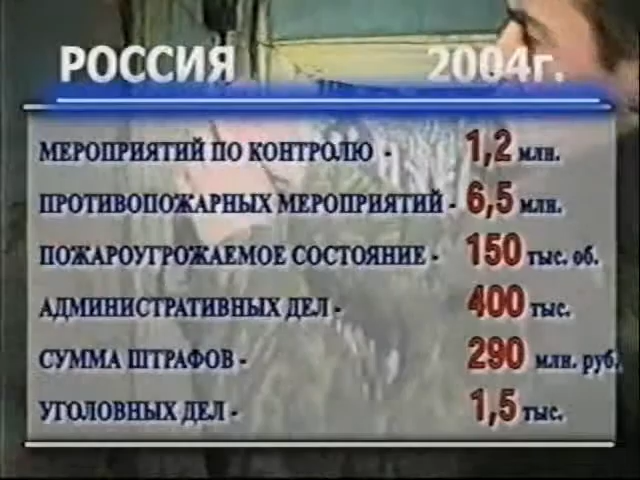 РОССИЯ 2004г.
МЕРОПРИЯТИЙ ПО КОНТРОЛЮ - 1,2 млн.
ПРОТИВОПОЖАРНЫХ МЕРОПРИЯТИЙ - 6,5 млн.
ПОЖАРОУГРОЖАЕМОЕ СОСТОЯНИЕ - 150 тыс. об.
АДМИНИСТРАТИВНЫХ ДЕЛ - 400 тыс.
СУММА ШТРАФОВ - 290 млн. руб.
УГОЛОВНЫХ ДЕЛ - 1,5 тыс.